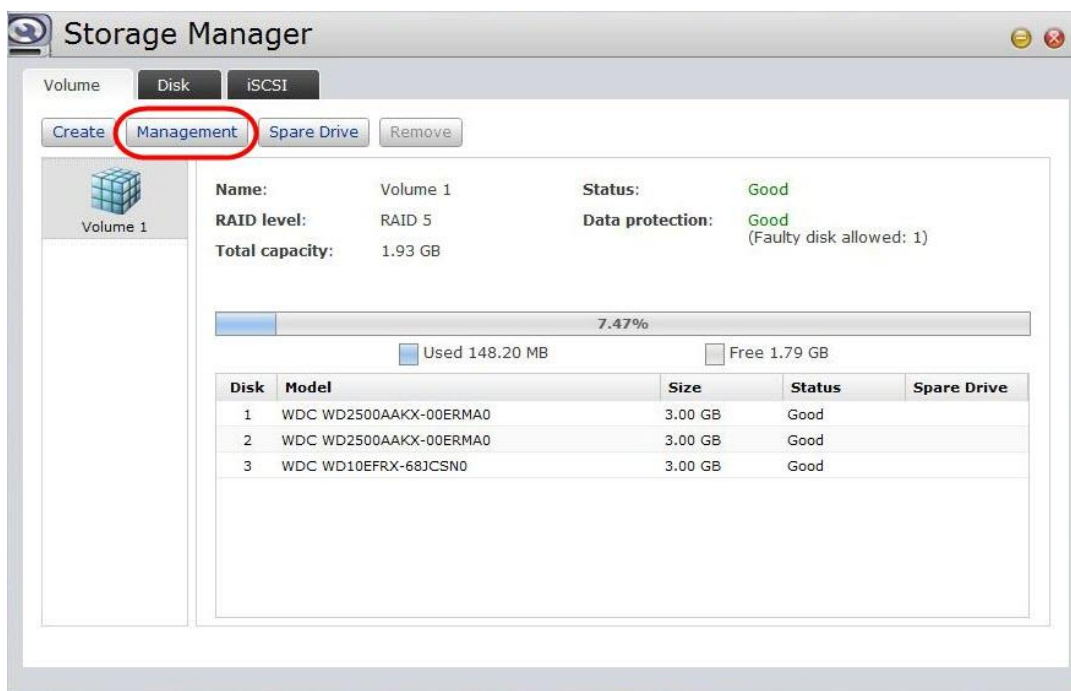 Storage Manager
Volume Disk iSCSI
Create Management Spare Drive Remove
Volume 1
Name: Volume 1 Status: Good
RAID level: RAID 5 Data protection: Good
(Faulty disk allowed: 1)
Total capacity: 1.93 GB
7.47%
Used 148.20 MB Free 1.79 GB
Disk Model Size Status Spare Drive
1 WDC WD2500AAKX-00ERMA0 3.00 GB Good
2 WDC WD2500AAKX-00ERMA0 3.00 GB Good
3 WDC WD10EFRX-68JCSN0 3.00 GB Good